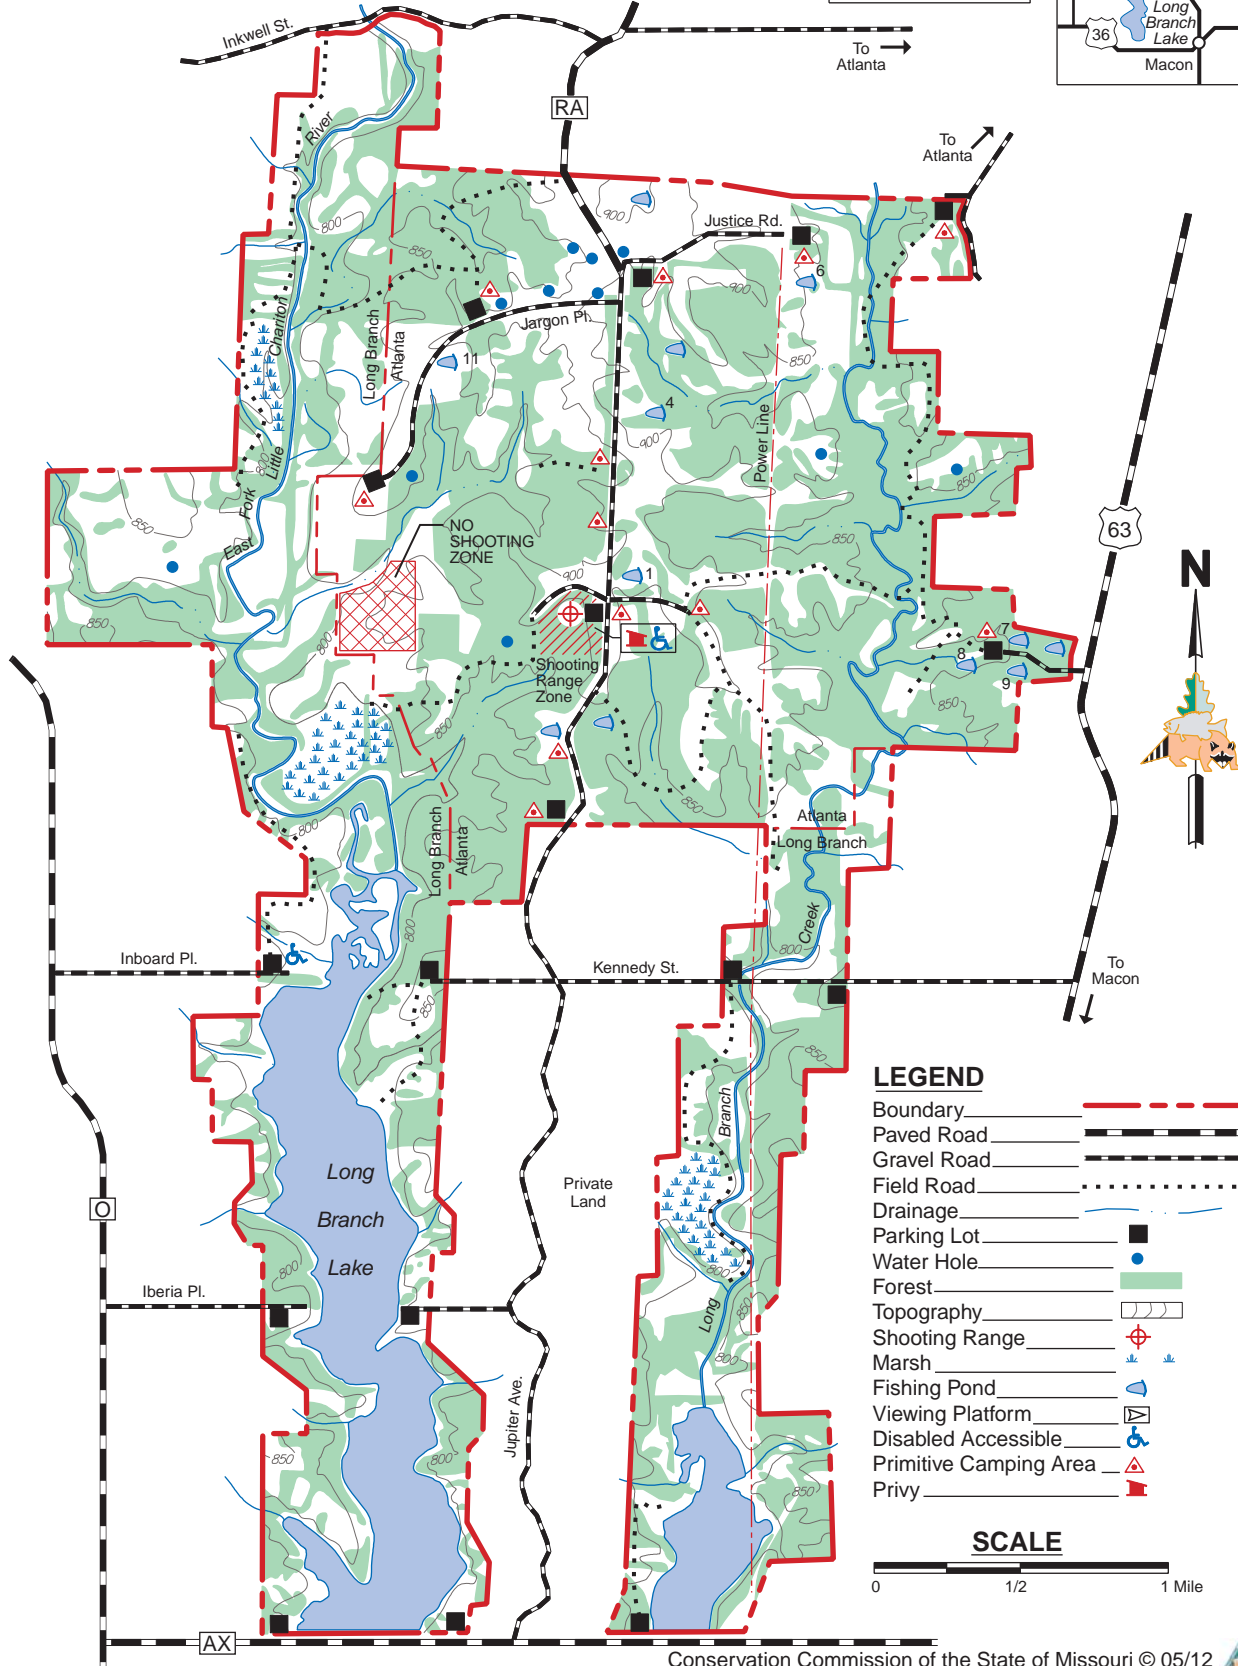 Inkwell St.
To
Atlanta
RA
36
Long
Branch
Lake
Macon
To
Atlanta
River
800
850
900
Justice Rd.
6
900
850
Chariton
Long Branch
Atlanta
Jargon Pl.
11
4
900
Power Line
Little
800
Fork
East
850
850
NO
SHOOTING
ZONE
900
1
850
850
63
N
800
Shooting
Range
Zone
7
8
9
850
850
850
800
Long Branch
Atlanta
Atlanta
Long Branch
800
Creek
800
Inboard Pl.
Kennedy St.
To
Macon
850
850
Branch
Long
Branch
Lake
Private
Land
O
800
Iberia Pl.
800
850
Long
800
Jupiter Ave.
850
800
850
AX
LEGEND
Boundary
Paved Road
Gravel Road
Field Road
Drainage
Parking Lot
Water Hole
Forest
Topography
Shooting Range
Marsh
Fishing Pond
Viewing Platform
Disabled Accessible
Primitive Camping Area
Privy
SCALE
0 1/2 1 Mile
Conservation Commission of the State of Missouri © 05/12